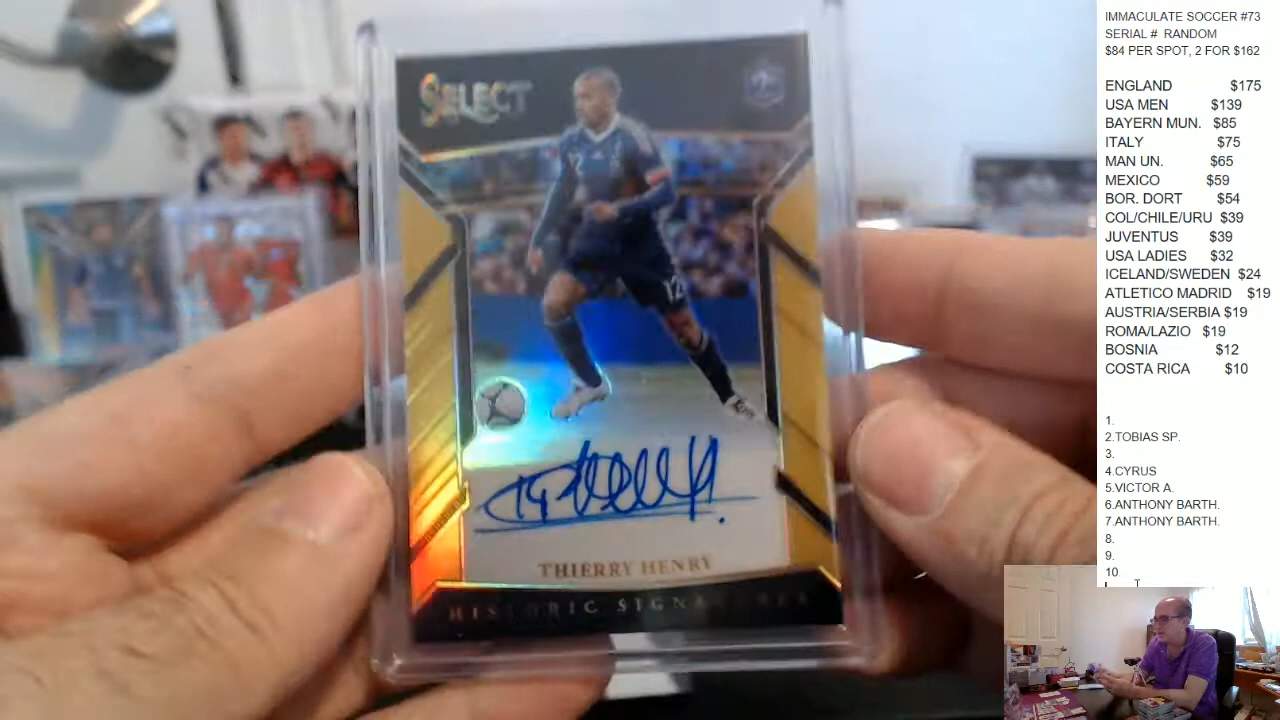 SELECT
12
12
THIERRY HENRY
HISTORIC SIGNATURES
IMMACULATE SOCCER #73
SERIAL # RANDOM
$84 PER SPOT, 2 FOR $162
ENGLAND $175
USA MEN $139
BAYERN MUN. $85
ITALY $75
MAN UN. $65
MEXICO $59
BOR. DORT $54
COL/CHILE/URU $39
JUVENTUS $39
USA LADIES $32
ICELAND/SWEDEN $24
ATLETICO MADRID $19
AUSTRIA/SERBIA $19
ROMA/LAZIO $19
BOSNIA $12
COSTA RICA $10
1.
2.TOBIAS SP.
3.
4.CYRUS
5.VICTOR A.
6.ANTHONY BARTH.
7.ANTHONY BARTH.
8.
9.
10.